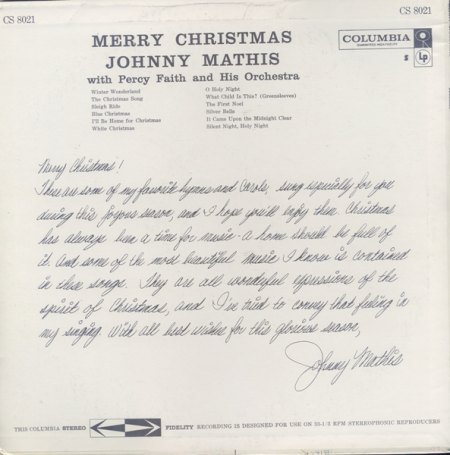 CS 8021
CS 8021
MERRY CHRISTMAS
JOHNNY MATHIS
with Percy Faith and His Orchestra
COLUMBIA
GUARANTEED HIGH-FIDELITY
Lp
$
Winter Wonderland
The Christmas Song
Sleigh Ride
Blue Christmas
I'll Be Home for Christmas
White Christmas
O Holy Night
What Child Is This? (Greensleeves)
The First Noel
Silver Bells
It Came Upon the Midnight Clear
Silent Night, Holy Night
Merry Christmas!
These are some of my favorite hymns and carols, sung especially for you
during this joyous season, and I hope you'll enjoy them. Christmas
has always been a time for music - a home should be full of
it. And some of the most beautiful music I know is contained
in these songs. They are all wonderful expressions of the
spirit of Christmas, and I've tried to convey that feeling in
my singing. With all best wishes for this glorious season,
Johnny Mathis
THIS COLUMBIA STEREO FIDELITY RECORDING IS DESIGNED FOR USE ON 33-1/3 RPM STEREOPHONIC REPRODUCERS